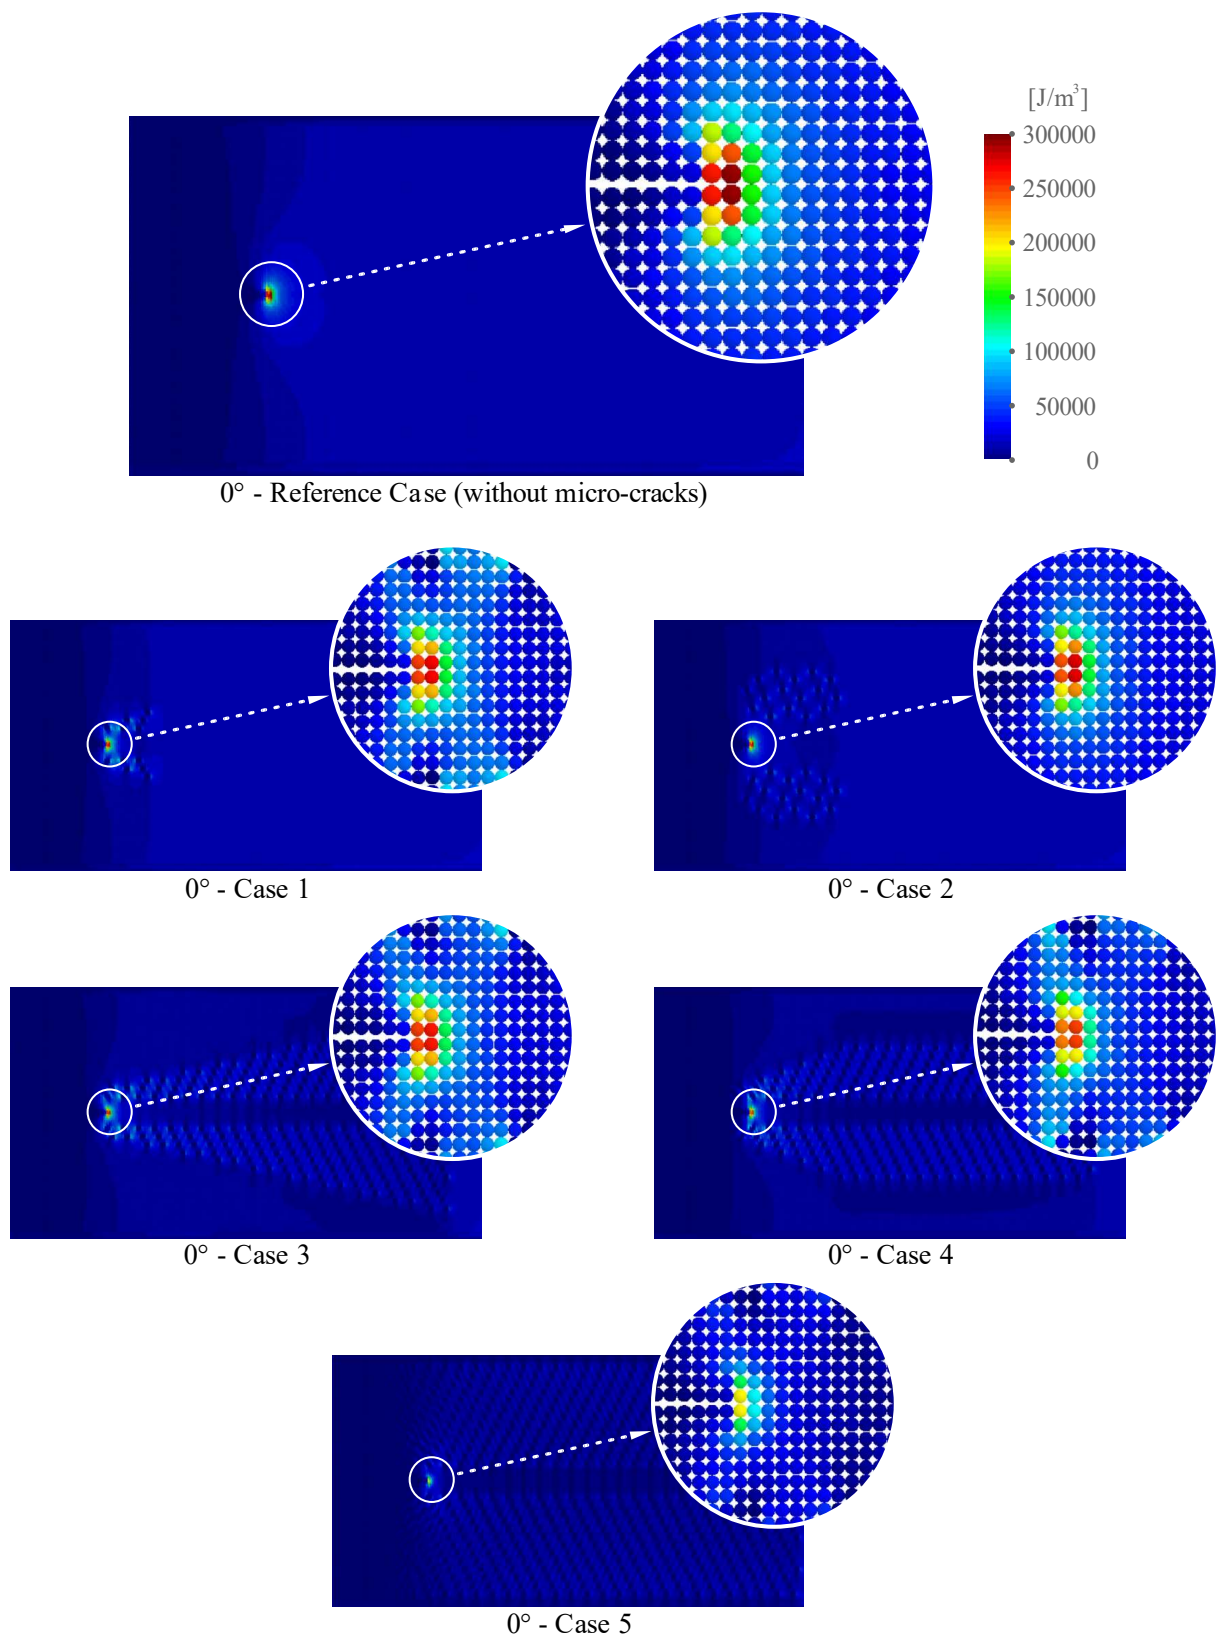 [J/m³]
300000
250000
200000
150000
100000
50000
0
0° - Reference Case (without micro-cracks)
0° - Case 1
0° - Case 2
0° - Case 3
0° - Case 4
0° - Case 5